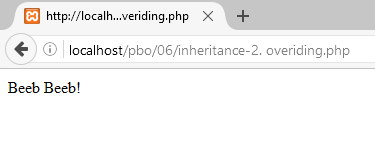 http://localh...veriding.php
localhost/pbo/06/inheritance-2. overiding.php
Beeb Beeb!